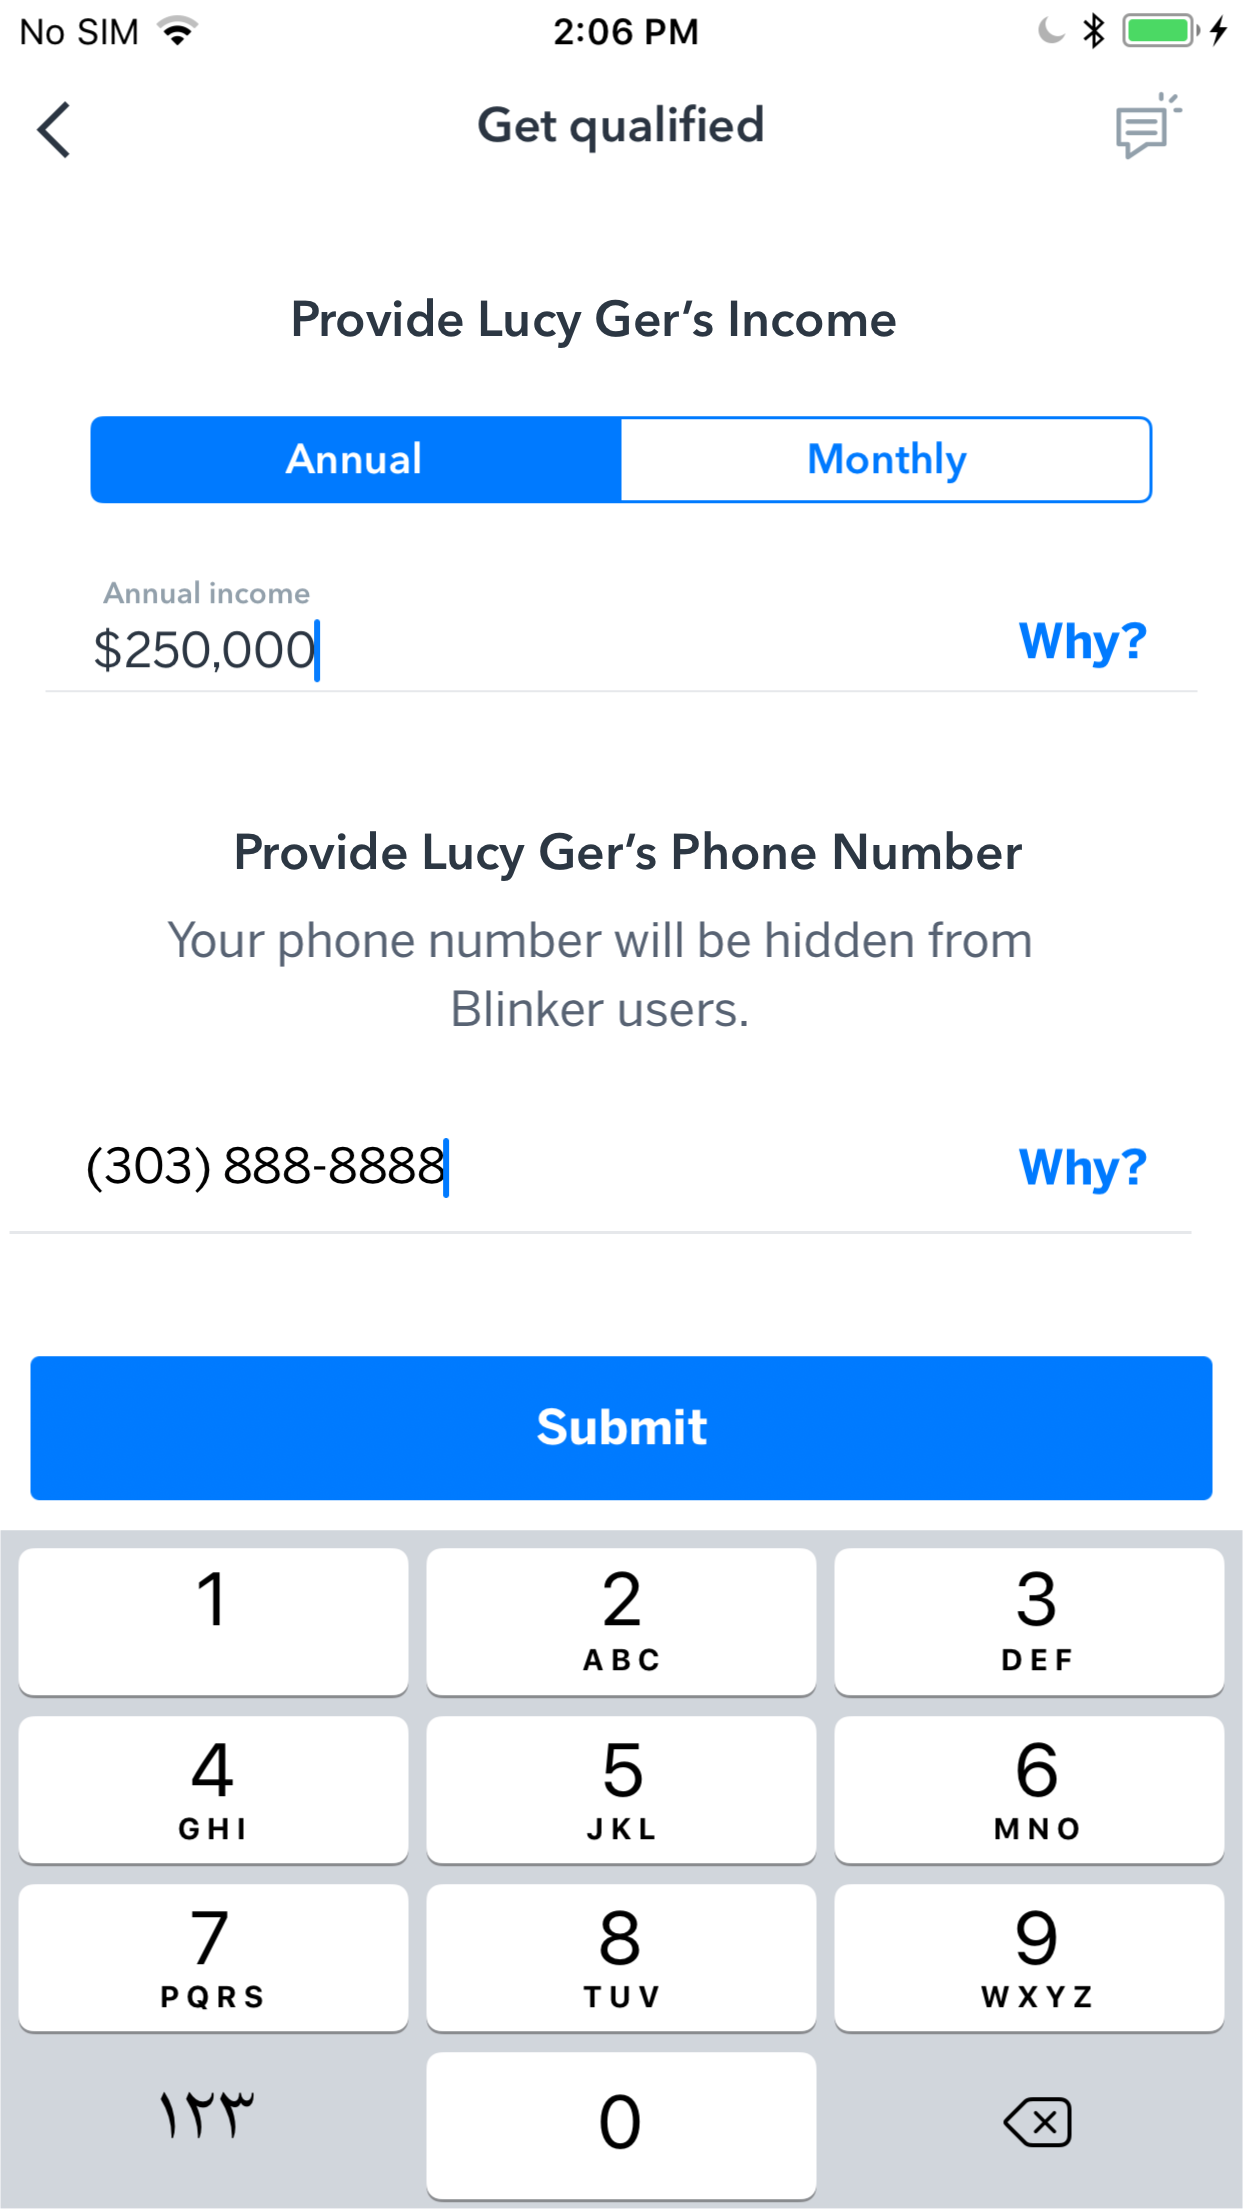 No SIM 2:06 PM
Get qualified
Provide Lucy Ger’s Income
Annual Monthly
Annual income
$250,000 Why?
Provide Lucy Ger’s Phone Number
Your phone number will be hidden from
Blinker users.
(303) 888-8888 Why?
Submit
1 2 3
ABC DEF
4 5 6
GHI JKL MNO
7 8 9
PQRS TUV WXYZ
١٢٣ 0